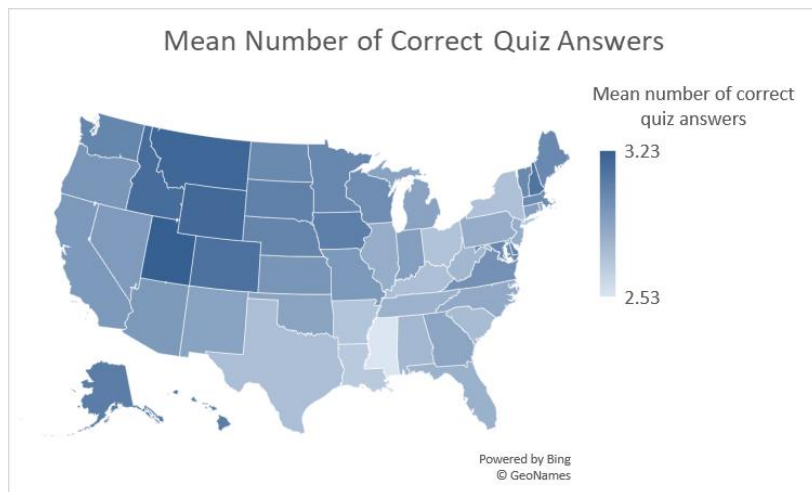 Mean Number of Correct Quiz Answers
Mean number of correct
quiz answers
3.23
2.53
Powered by Bing
© GeoNames